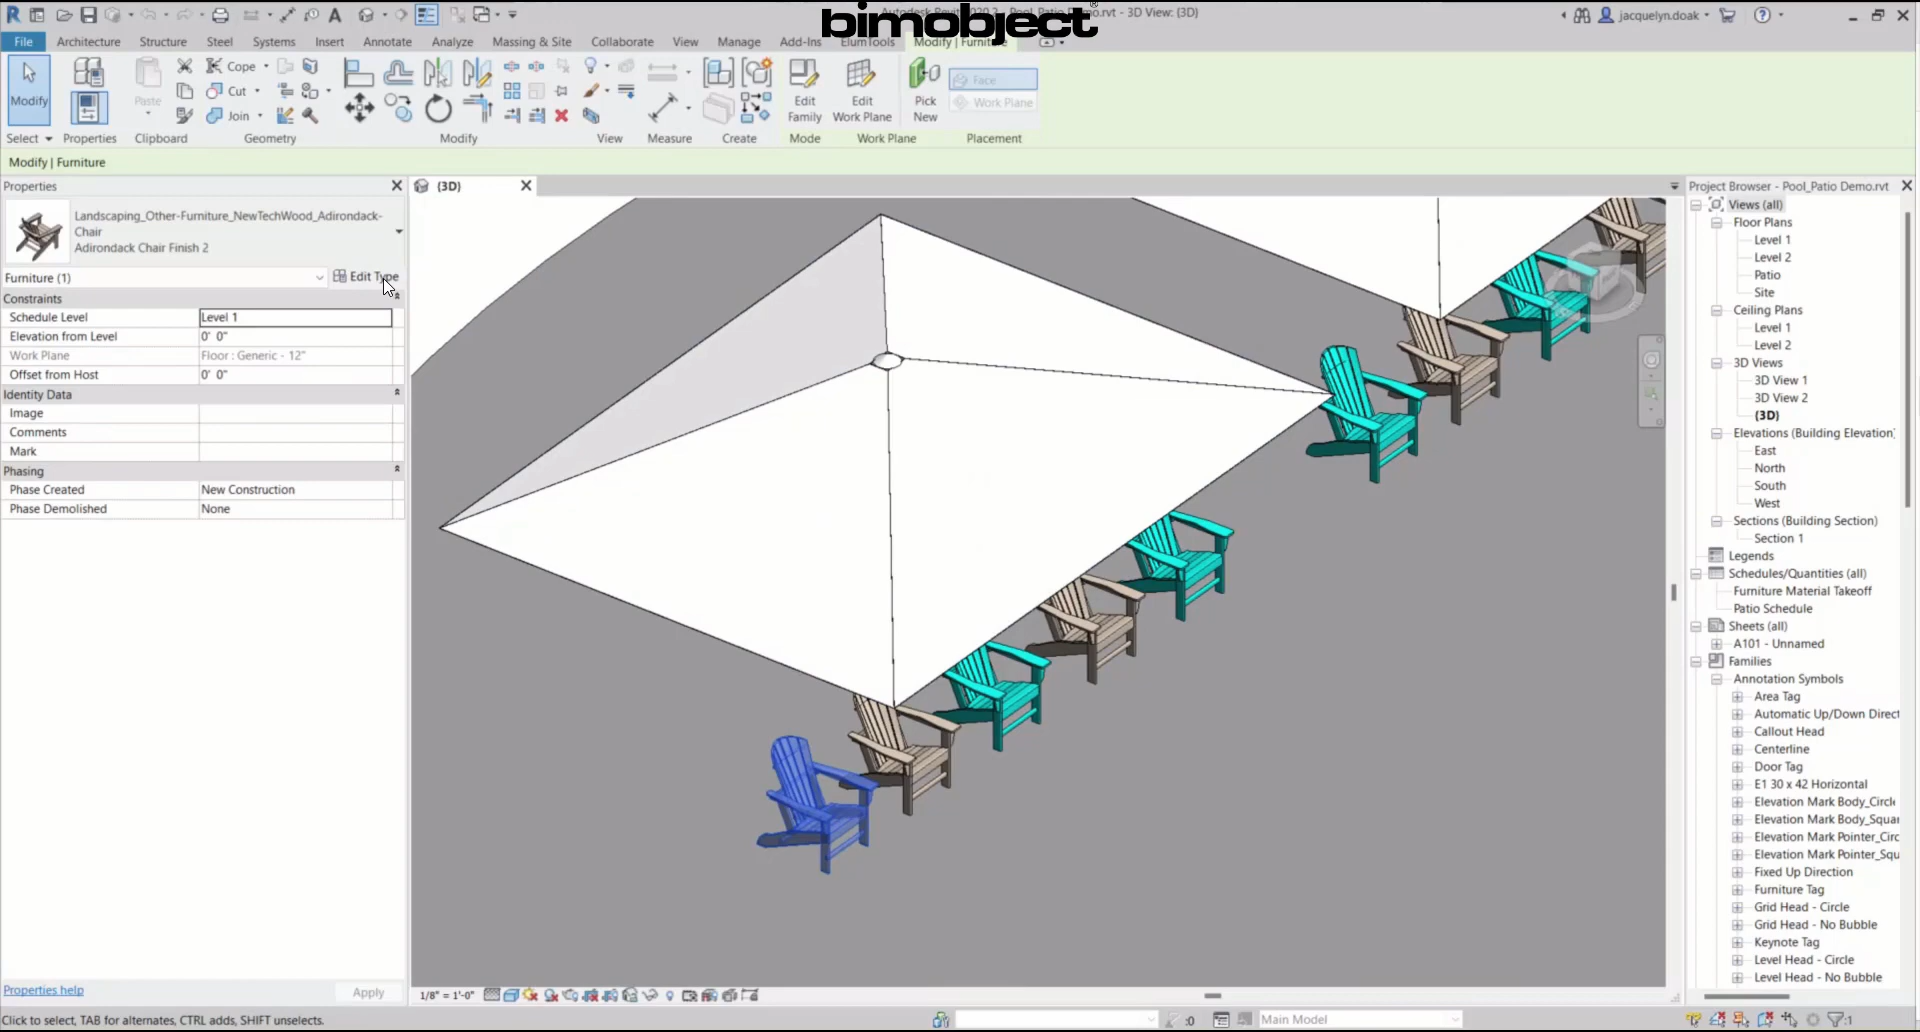 Autodesk Revit 2020.2 - Pool_Patio Demo.rvt - 3D View: {3D}
bimobject®
jacquelyn.doak
File
Architecture
Structure
Steel
Systems
Insert
Annotate
Analyze
Massing & Site
Collaborate
View
Manage
Add-Ins
ElumTools
Modify | Furniture
Modify
Paste
Cope
Cut
Join
Edit
Family
Edit
Work Plane
Pick
New
Face
Work Plane
Select
Properties
Clipboard
Geometry
Modify
View
Measure
Create
Mode
Work Plane
Placement
Modify | Furniture
Properties
Landscaping_Other-Furniture_NewTechWood_Adirondack-
Chair
Adirondack Chair Finish 2
Furniture (1)
Edit Type
Constraints
Schedule Level Level 1
Elevation from Level 0' 0"
Work Plane Floor : Generic - 12"
Offset from Host 0' 0"
Identity Data
Image
Comments
Mark
Phasing
Phase Created New Construction
Phase Demolished None
Properties help
Apply
{3D}
1/8" = 1'-0"
Project Browser - Pool_Patio Demo.rvt
Views (all)
Floor Plans
Level 1
Level 2
Patio
Site
Ceiling Plans
Level 1
Level 2
3D Views
3D View 1
3D View 2
{3D}
Elevations (Building Elevation)
East
North
South
West
Sections (Building Section)
Section 1
Legends
Schedules/Quantities (all)
Furniture Material Takeoff
Patio Schedule
Sheets (all)
A101 - Unnamed
Families
Annotation Symbols
Area Tag
Automatic Up/Down Direct
Callout Head
Centerline
Door Tag
E1 30 x 42 Horizontal
Elevation Mark Body_Circle
Elevation Mark Body_Squar
Elevation Mark Pointer_Circ
Elevation Mark Pointer_Squ
Fixed Up Direction
Furniture Tag
Grid Head - Circle
Grid Head - No Bubble
Keynote Tag
Level Head - Circle
Level Head - No Bubble
Click to select, TAB for alternates, CTRL adds, SHIFT unselects.
:0
Main Model
:1